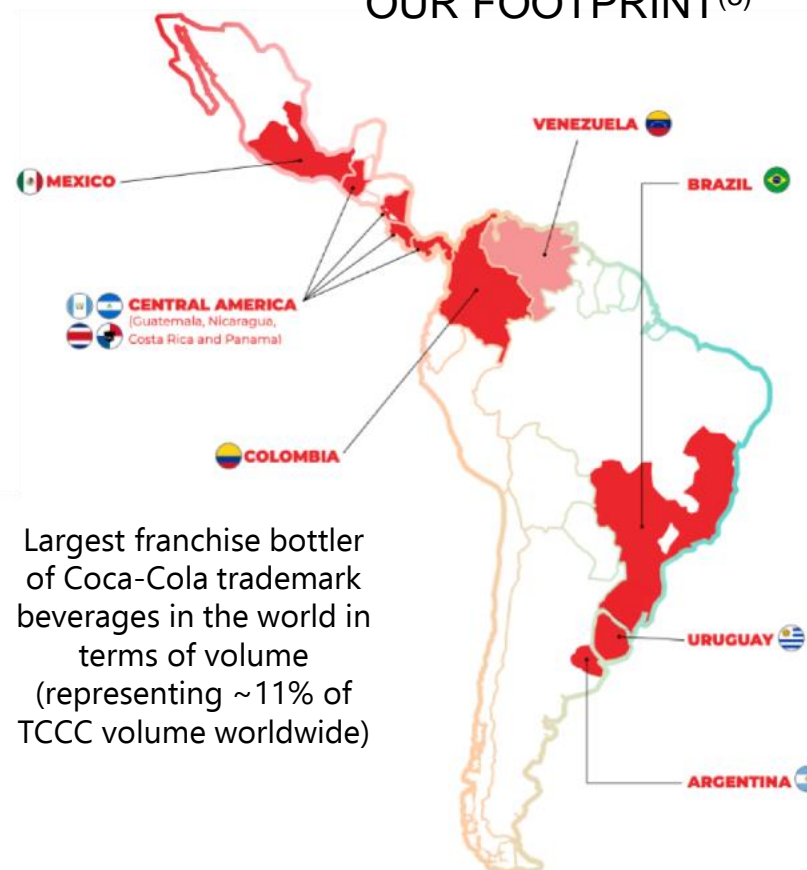 OUR FOOTPRINT
VENEZUELA
MEXICO
BRAZIL
CENTRAL AMERICA
(Guatemala, Nicaragua,
Costa Rica and Panama)
COLOMBIA
Largest franchise bottler
of Coca-Cola trademark
beverages in the world in
terms of volume
(representing ~11% of
TCCC volume worldwide)
URUGUAY
ARGENTINA